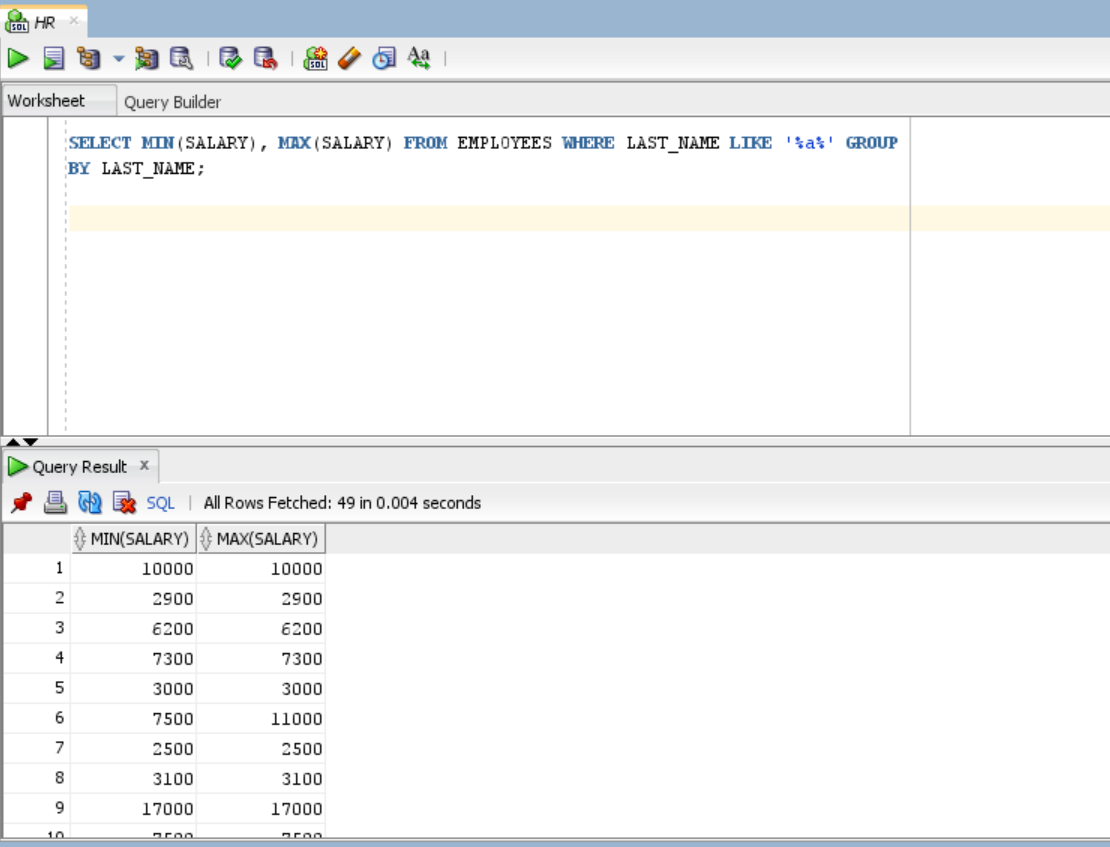 HR
Worksheet Query Builder
SELECT MIN(SALARY), MAX(SALARY) FROM EMPLOYEES WHERE LAST_NAME LIKE '%a%' GROUP
BY LAST_NAME;
Query Result x
SQL | All Rows Fetched: 49 in 0.004 seconds
MIN(SALARY) MAX(SALARY)
1 10000 10000
2 2900 2900
3 6200 6200
4 7300 7300
5 3000 3000
6 7500 11000
7 2500 2500
8 3100 3100
9 17000 17000
10 7500 7500